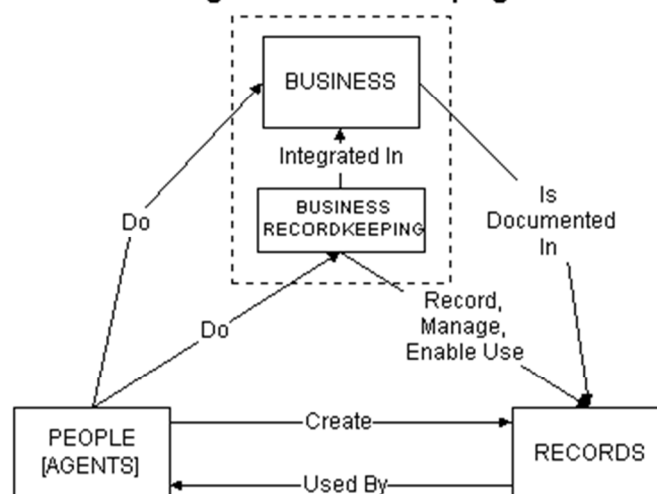 BUSINESS
Integrated In
BUSINESS
RECORDKEEPING
Do
Is
Documented
In
Do
Record,
Manage,
Enable Use
PEOPLE
[AGENTS]
Create
RECORDS
Used By